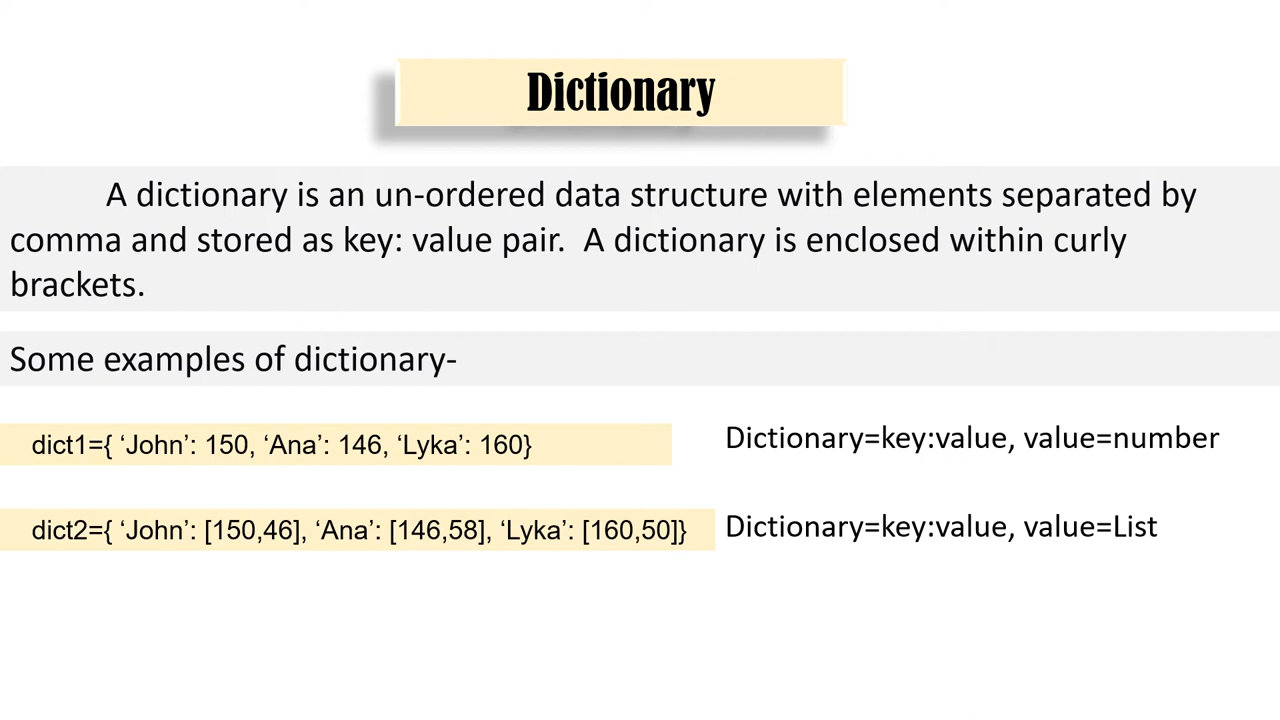 Dictionary
A dictionary is an un-ordered data structure with elements separated by
comma and stored as key: value pair.  A dictionary is enclosed within curly
brackets.
Some examples of dictionary-
dict1={ ‘John’: 150, ‘Ana’: 146, ‘Lyka’: 160}
Dictionary=key:value, value=number
dict2={ ‘John’: [150,46], ‘Ana’: [146,58], ‘Lyka’: [160,50]}
Dictionary=key:value, value=List